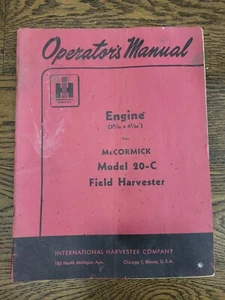 Operator's Manual
IH
Engine
for
McCORMICK
Model 20-C
Field Harvester
INTERNATIONAL HARVESTER COMPANY
180 North Michigan Ave. Chicago 1, Illinois, U.S.A.